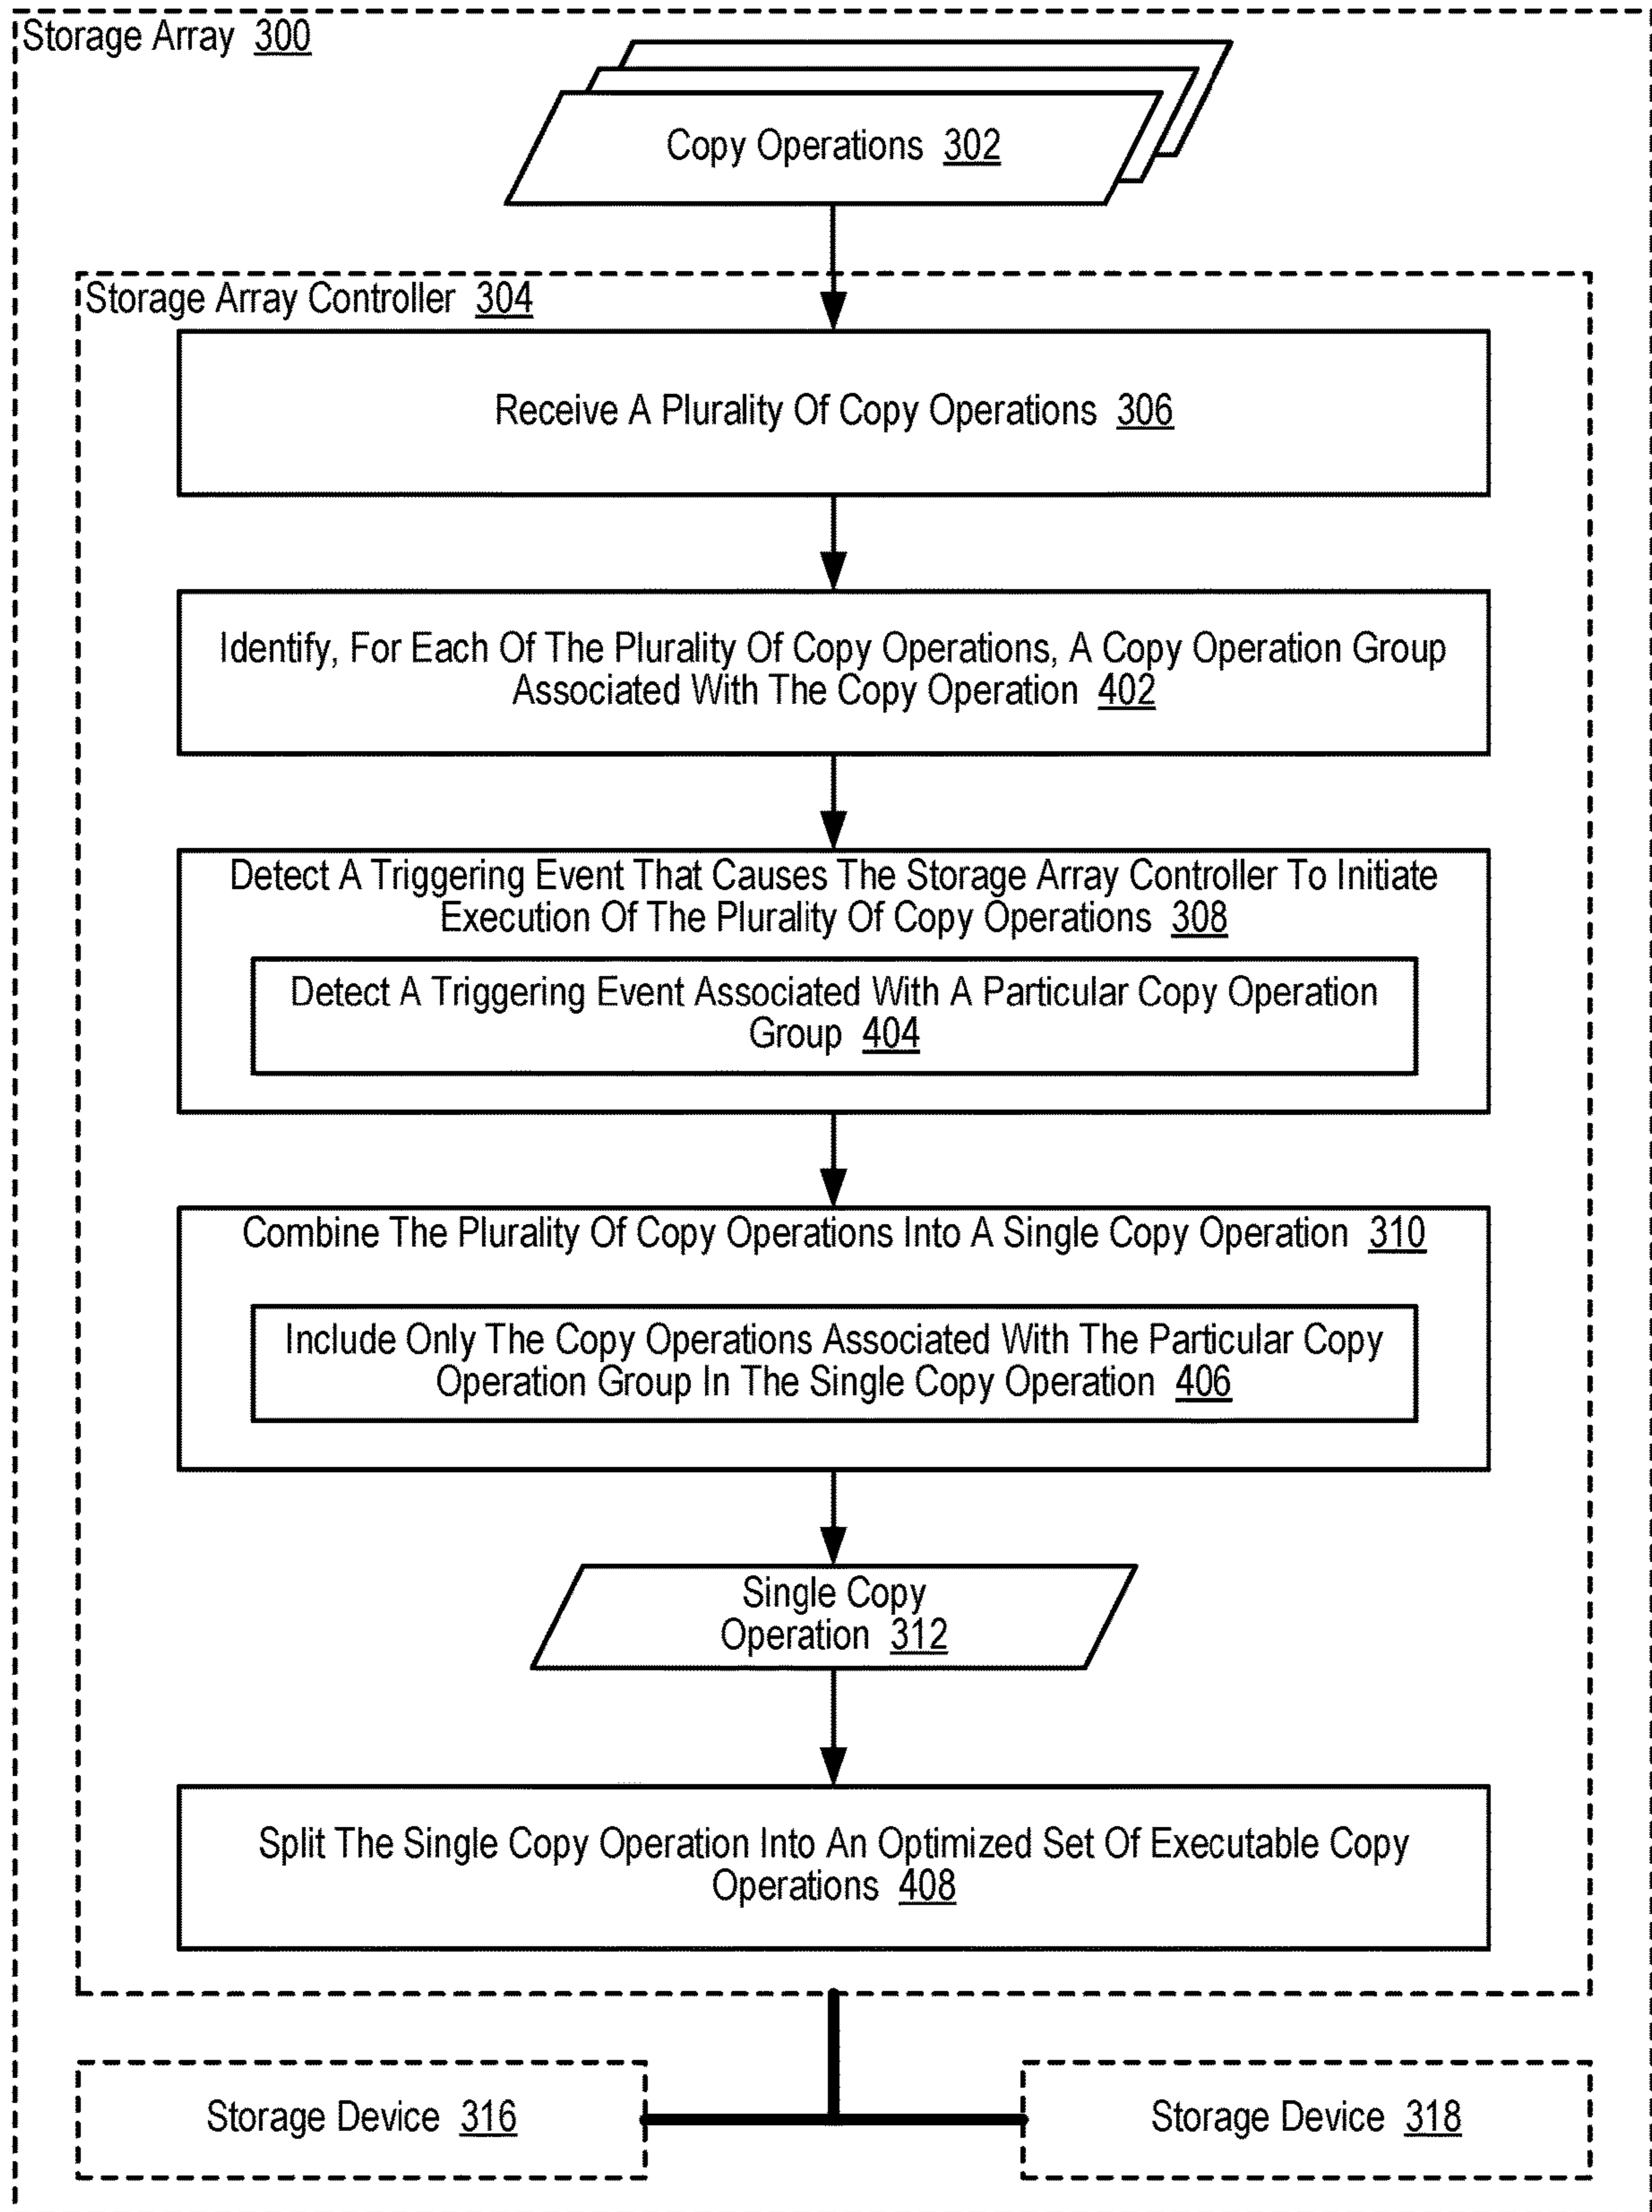 Storage Array 300
Copy Operations 302
Storage Array Controller 304
Receive A Plurality Of Copy Operations 306
Identify, For Each Of The Plurality Of Copy Operations, A Copy Operation Group
Associated With The Copy Operation 402
Detect A Triggering Event That Causes The Storage Array Controller To Initiate
Execution Of The Plurality Of Copy Operations 308
Detect A Triggering Event Associated With A Particular Copy Operation
Group 404
Combine The Plurality Of Copy Operations Into A Single Copy Operation 310
Include Only The Copy Operations Associated With The Particular Copy
Operation Group In The Single Copy Operation 406
Single Copy
Operation 312
Split The Single Copy Operation Into An Optimized Set Of Executable Copy
Operations 408
Storage Device 316
Storage Device 318